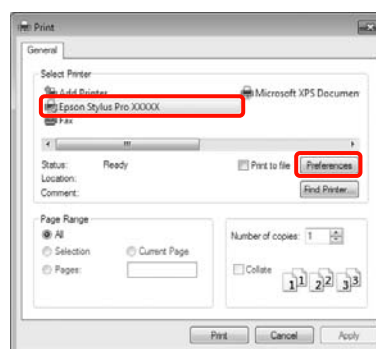 Print
General
Select Printer
Add Printer
Microsoft XPS Documen
Epson Stylus Pro XXXXX
Fax
Status: Ready
Print to file
Preferences
Location:
Comment:
Find Printer...
Page Range
All
Selection
Current Page
Pages:
Number of copies: 1
Collate
1 1 2 2 3 3
Print
Cancel
Apply